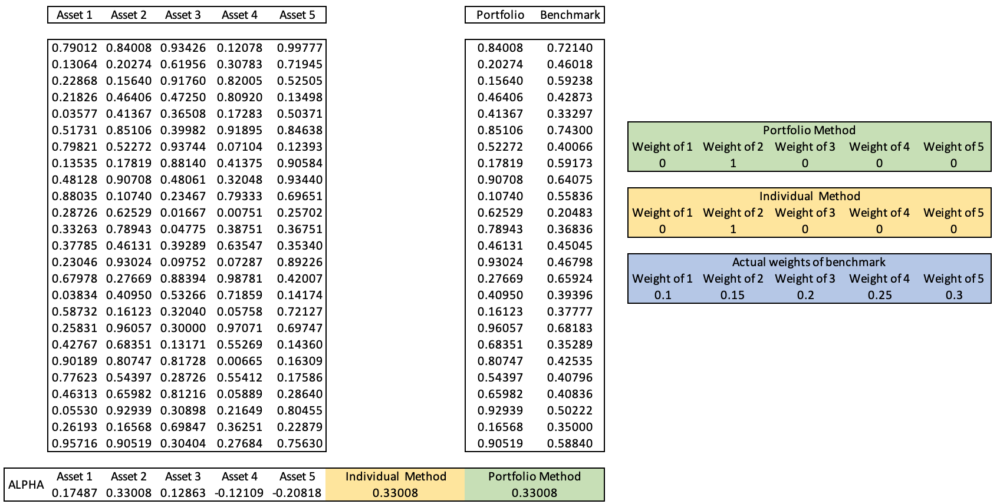 Asset 1 Asset 2 Asset 3 Asset 4 Asset 5 Portfolio Benchmark
0.79012 0.84008 0.93426 0.12078 0.99777 0.84008 0.72140
0.13064 0.20274 0.61956 0.30783 0.71945 0.20274 0.46018
0.22868 0.15640 0.91760 0.82005 0.52505 0.15640 0.59238
0.21826 0.46406 0.47250 0.80920 0.13498 0.46406 0.42873
0.03577 0.41367 0.36508 0.17283 0.50371 0.41367 0.33297
0.51731 0.85106 0.39982 0.91895 0.84638 0.85106 0.74300
0.79821 0.52272 0.93744 0.07104 0.12393 0.52272 0.40066
0.13535 0.17819 0.88140 0.41375 0.90584 0.17819 0.59173
0.48128 0.90708 0.48061 0.32048 0.93440 0.90708 0.64075
0.88035 0.10740 0.23467 0.79333 0.69651 0.10740 0.55836
0.28726 0.62529 0.01667 0.00751 0.25702 0.62529 0.20483
0.33263 0.78943 0.04775 0.38751 0.36751 0.78943 0.36836
0.37785 0.46131 0.39289 0.63547 0.35340 0.46131 0.45045
0.23046 0.93024 0.09752 0.07287 0.89226 0.93024 0.46798
0.67978 0.27669 0.88394 0.98781 0.42007 0.27669 0.65924
0.03834 0.40950 0.53266 0.71859 0.14174 0.40950 0.39396
0.58732 0.16123 0.32040 0.05758 0.72127 0.16123 0.37777
0.25831 0.96057 0.30000 0.97071 0.69747 0.96057 0.68183
0.42767 0.68351 0.13171 0.55269 0.14360 0.68351 0.35289
0.90189 0.80747 0.81728 0.00665 0.16309 0.80747 0.42535
0.77623 0.54397 0.28726 0.55412 0.17586 0.54397 0.40796
0.46313 0.65982 0.81216 0.05889 0.28640 0.65982 0.40836
0.05530 0.92939 0.30898 0.21649 0.80455 0.92939 0.50222
0.26193 0.16568 0.69847 0.36251 0.22879 0.16568 0.35000
0.95716 0.90519 0.30404 0.27684 0.75630 0.90519 0.58840
Portfolio Method
Weight of 1 Weight of 2 Weight of 3 Weight of 4 Weight of 5
0 1 0 0 0
Individual Method
Weight of 1 Weight of 2 Weight of 3 Weight of 4 Weight of 5
0 1 0 0 0
Actual weights of benchmark
Weight of 1 Weight of 2 Weight of 3 Weight of 4 Weight of 5
0.1 0.15 0.2 0.25 0.3
ALPHA
Asset 1 Asset 2 Asset 3 Asset 4 Asset 5 Individual Method Portfolio Method
0.17487 0.33008 0.12863 -0.12109 -0.20818 0.33008 0.33008